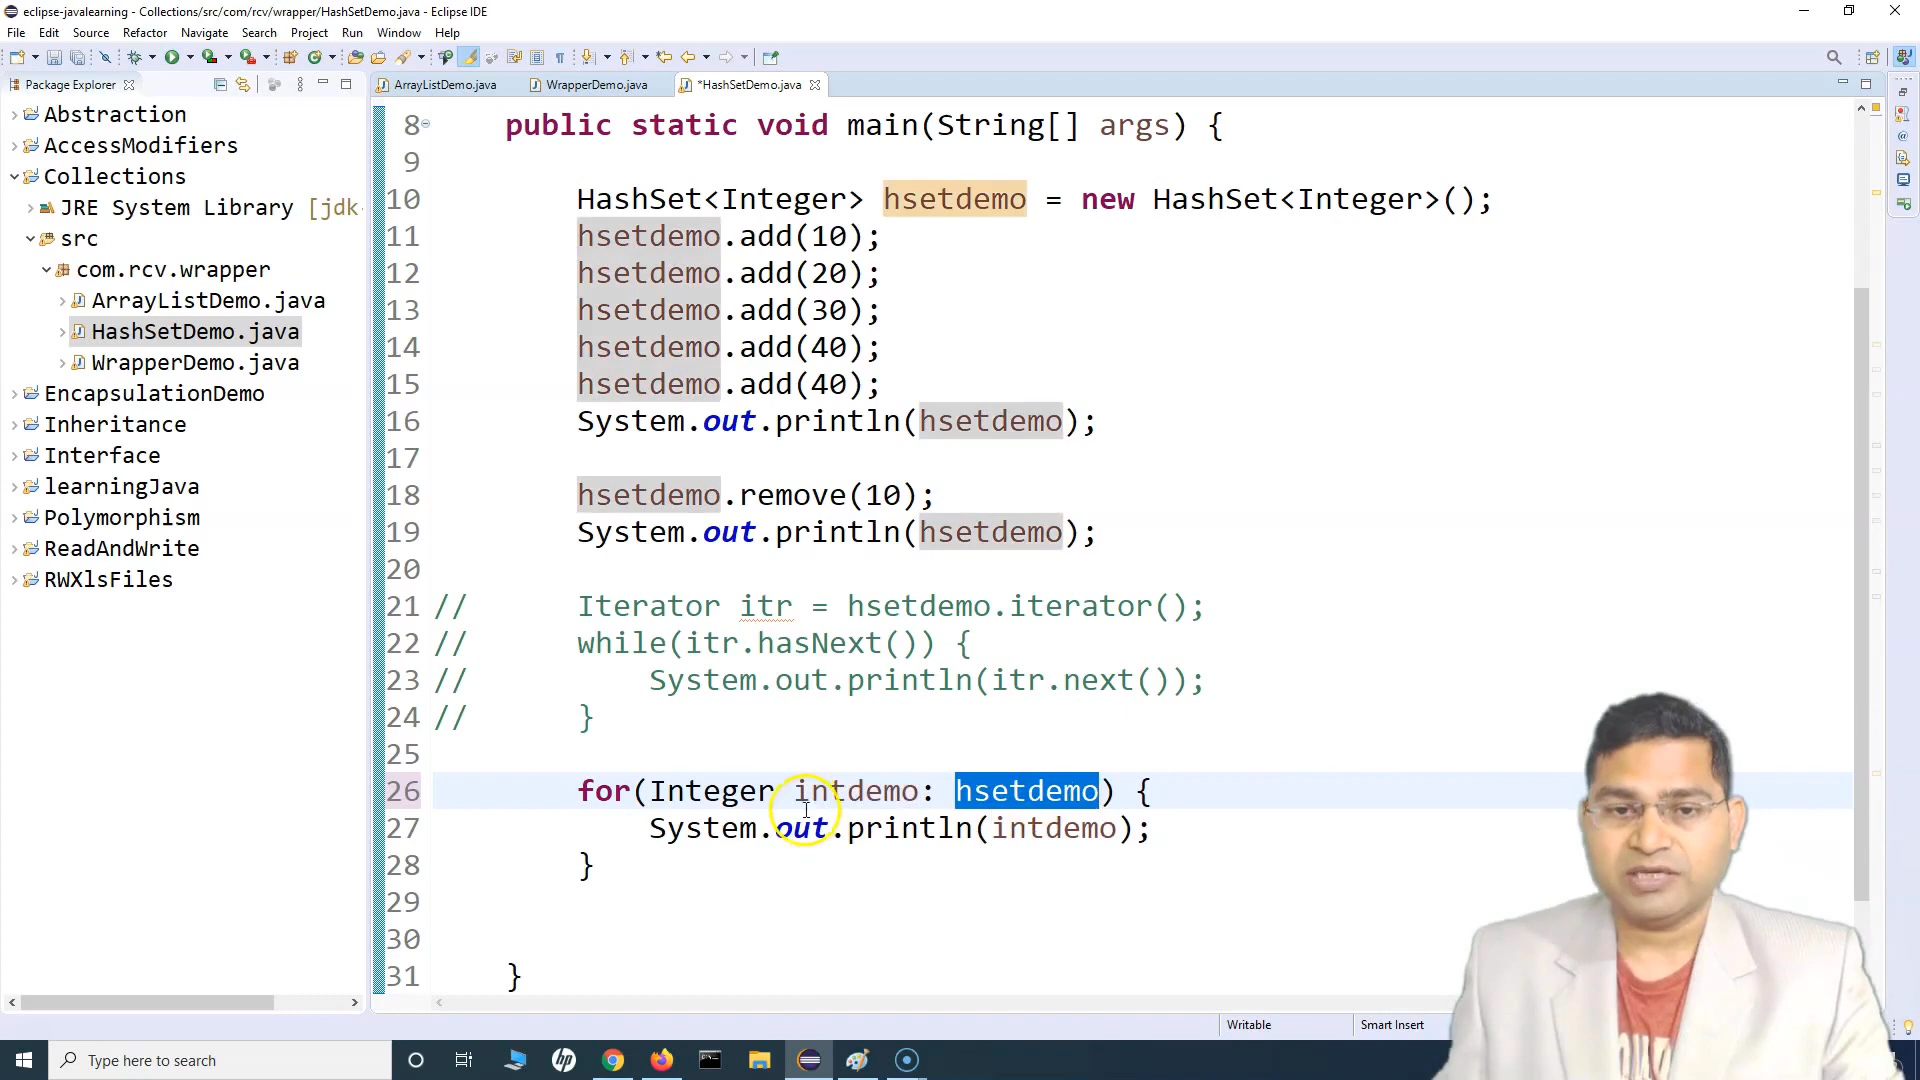 eclipse-javalearning - Collections/src/com/rcv/wrapper/HashSetDemo.java - Eclipse IDE
File Edit Source Refactor Navigate Search Project Run Window Help
Package Explorer
ArrayListDemo.java WrapperDemo.java *HashSetDemo.java
Abstraction
AccessModifiers
Collections
JRE System Library [jdk-
src
com.rcv.wrapper
ArrayListDemo.java
HashSetDemo.java
WrapperDemo.java
EncapsulationDemo
Inheritance
Interface
learningJava
Polymorphism
ReadAndWrite
RWXlsFiles
8 public static void main(String[] args) {
9
10 HashSet<Integer> hsetdemo = new HashSet<Integer>();
11 hsetdemo.add(10);
12 hsetdemo.add(20);
13 hsetdemo.add(30);
14 hsetdemo.add(40);
15 hsetdemo.add(40);
16 System.out.println(hsetdemo);
17
18 hsetdemo.remove(10);
19 System.out.println(hsetdemo);
20
21 // Iterator itr = hsetdemo.iterator();
22 // while(itr.hasNext()) {
23 // System.out.println(itr.next());
24 // }
25
26 for(Integer intdemo: hsetdemo) {
27 System.out.println(intdemo);
28 }
29
30
31 }
Writable Smart Insert
Type here to search
hp